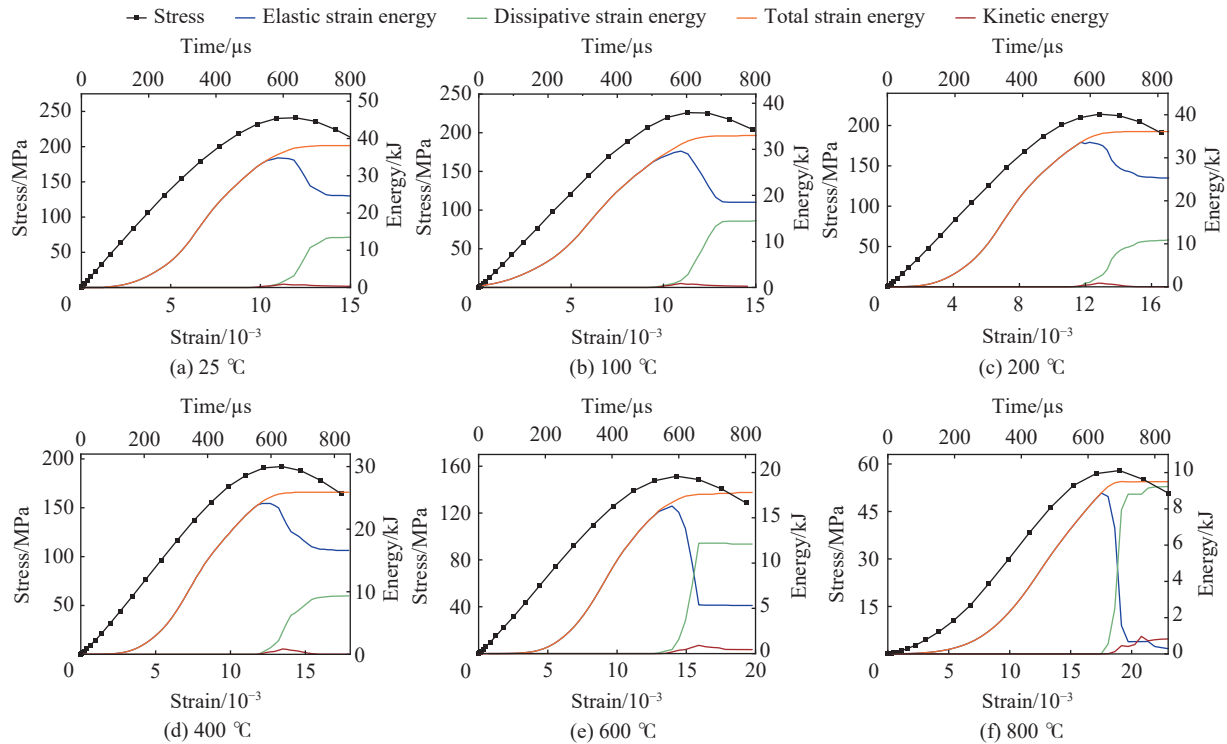 Stress Elastic strain energy Dissipative strain energy Total strain energy Kinetic energy
Time/μs
0 200 400 600 800
Stress/MPa
250
200
150
100
50
0
Energy/kJ
50
40
30
20
10
0
5 10 15
Strain/10⁻³
(a) 25 ℃
Time/μs
0 200 400 600 800
Stress/MPa
250
200
150
100
50
0
Energy/kJ
40
30
20
10
0
5 10 15
Strain/10⁻³
(b) 100 ℃
Time/μs
0 200 400 600 800
Stress/MPa
200
150
100
50
0
Energy/kJ
40
30
20
10
0
4 8 12 16
Strain/10⁻³
(c) 200 ℃
Time/μs
0 200 400 600 800
Stress/MPa
200
150
100
50
0
Energy/kJ
30
20
10
0
5 10 15
Strain/10⁻³
(d) 400 ℃
Time/μs
0 200 400 600 800
Stress/MPa
160
120
80
40
0
Energy/kJ
20
15
10
5
0
5 10 15 20
Strain/10⁻³
(e) 600 ℃
Time/μs
0 200 400 600 800
Stress/MPa
60
45
30
15
0
Energy/kJ
10
8
6
4
2
0
5 10 15 20
Strain/10⁻³
(f) 800 ℃